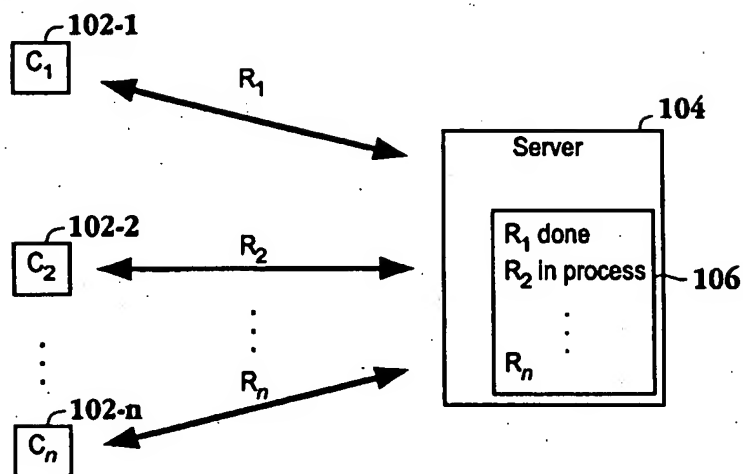 102-1
C₁
R₁
104
Server
102-2
C₂
R₂
R₁ done
R₂ in process
106
Rₙ
Rₙ
102-n
Cₙ